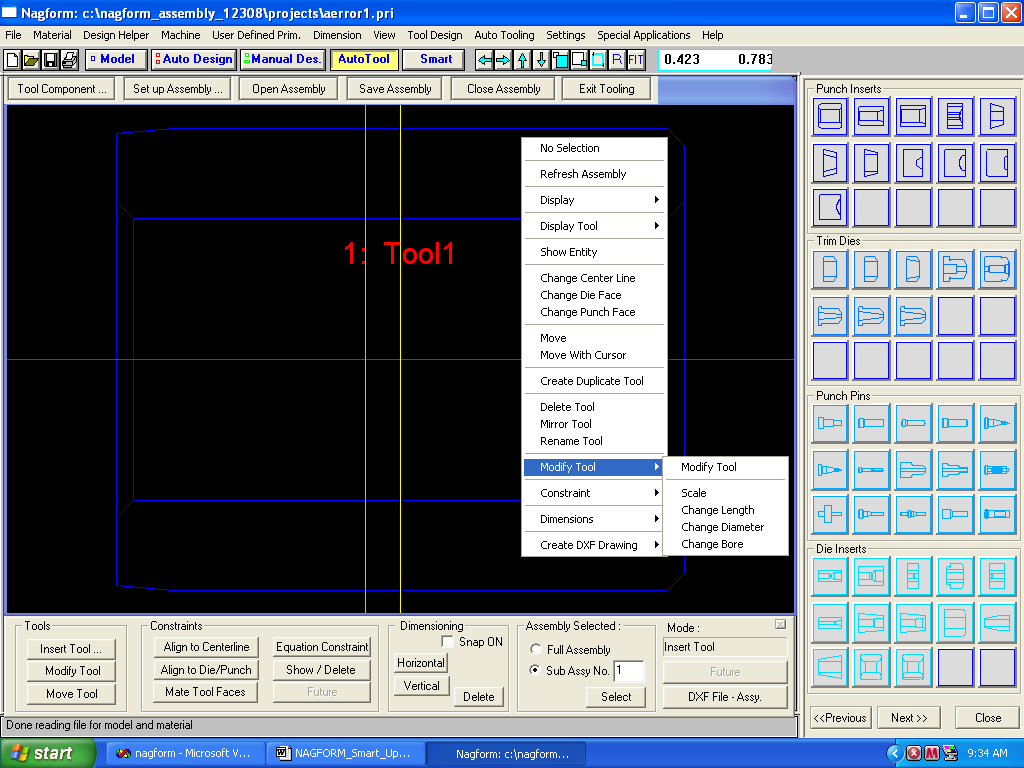 Nagform: c:\nagform_assembly_12308\projects\aerror1.pri
File Material Design Helper Machine User Defined Prim. Dimension View Tool Design Auto Tooling Settings Special Applications Help
Model Auto Design Manual Des. AutoTool Smart R FIT 0.423 0.783
Tool Component ... Set up Assembly ... Open Assembly Save Assembly Close Assembly Exit Tooling
Punch Inserts
1: Tool1
No Selection
Refresh Assembly
Display
Display Tool
Show Entity
Change Center Line
Change Die Face
Change Punch Face
Move
Move With Cursor
Create Duplicate Tool
Delete Tool
Mirror Tool
Rename Tool
Modify Tool
Constraint
Dimensions
Create DXF Drawing
Modify Tool
Scale
Change Length
Change Diameter
Change Bore
Trim Dies
Punch Pins
Die Inserts
Tools
Insert Tool ...
Modify Tool
Move Tool
Constraints
Align to Centerline Equation Constraint
Align to Die/Punch Show / Delete
Mate Tool Faces Future
Dimensioning
Snap ON
Horizontal
Vertical
Delete
Assembly Selected :
Full Assembly
Sub Assy No. 1
Select
Mode :
Insert Tool
Future
DXF File - Assy.
<<Previous Next >> Close
Done reading file for model and material
start nagform - Microsoft V... NAGFORM_Smart_Up... Nagform: c:\nagform... 9:34 AM